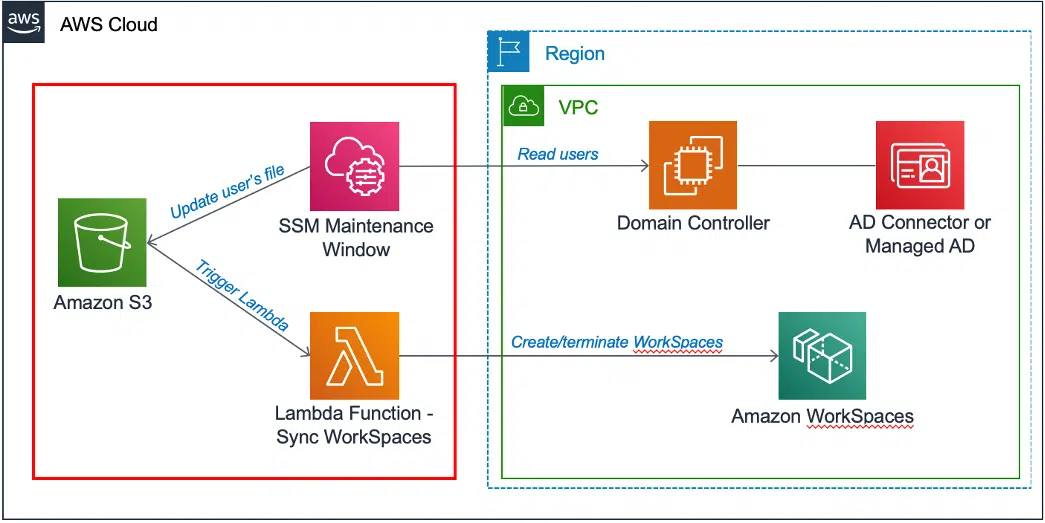 aws
AWS Cloud
Region
VPC
Update user's file
SSM Maintenance
Window
Read users
Domain Controller
AD Connector or
Managed AD
Amazon S3
Trigger Lambda
Lambda Function -
Sync WorkSpaces
Create/terminate WorkSpaces
Amazon WorkSpaces